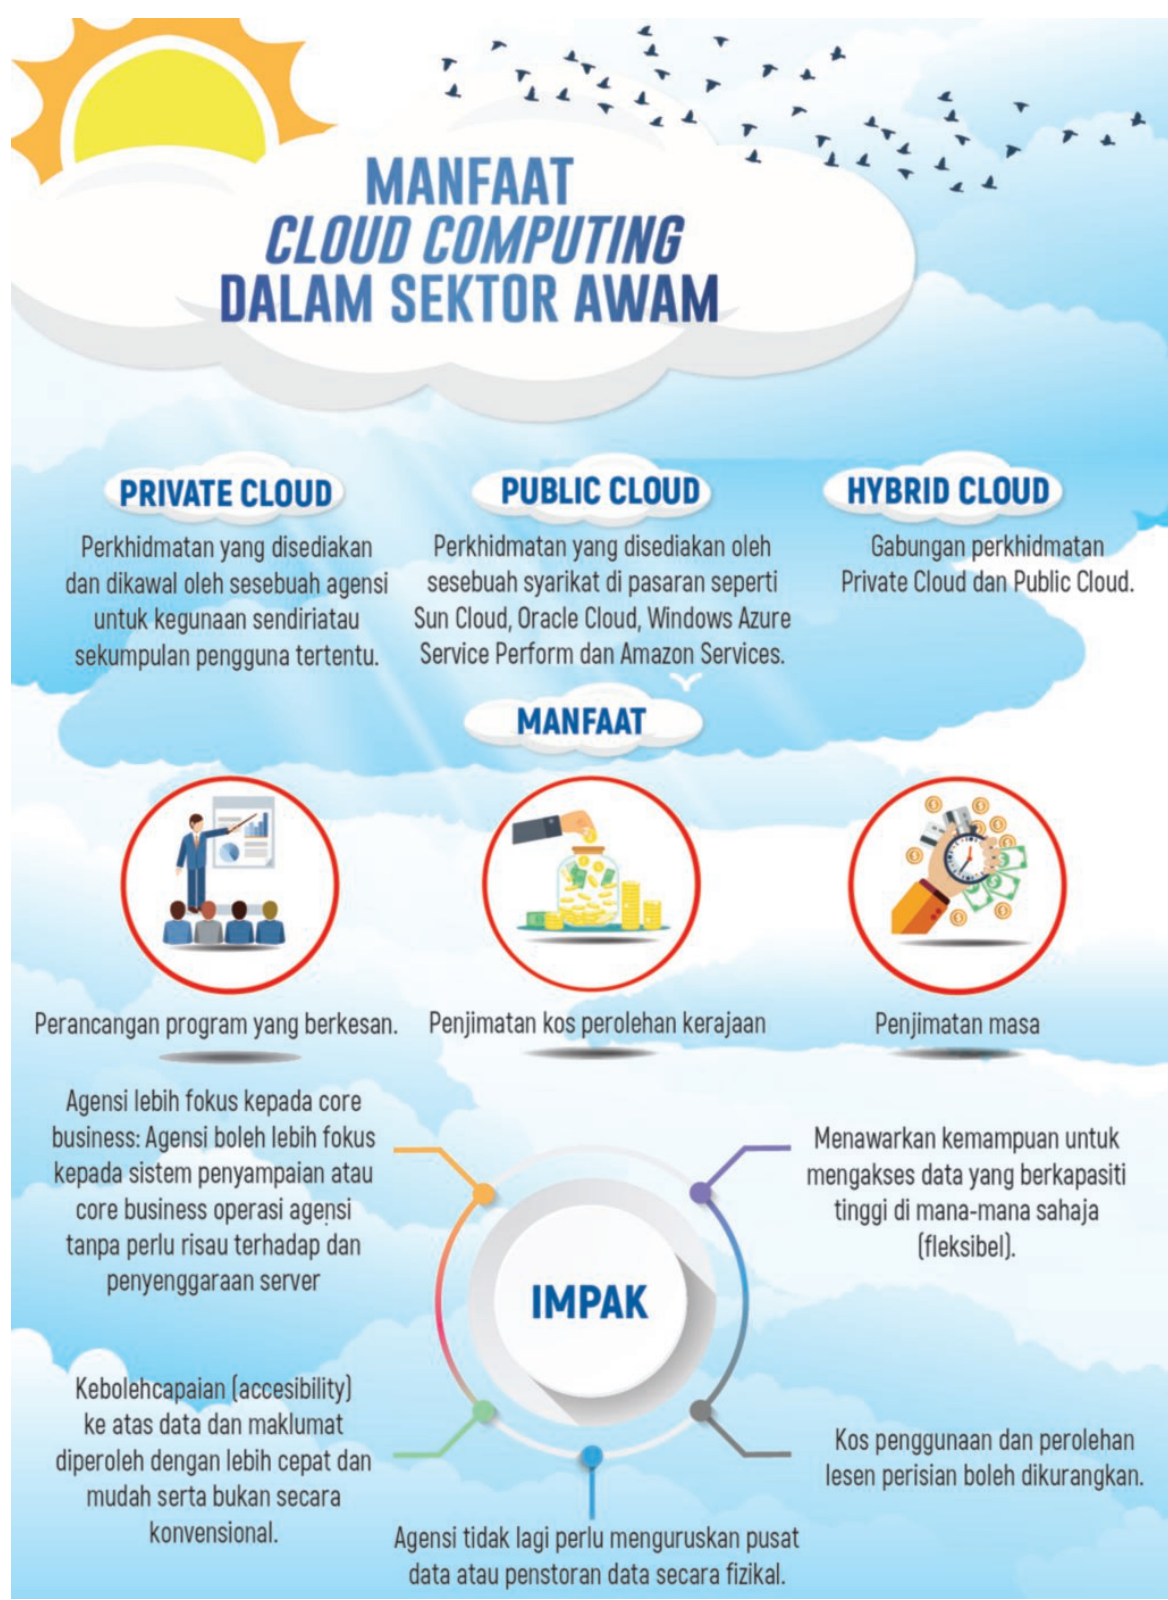 MANFAAT
CLOUD COMPUTING
DALAM SEKTOR AWAM
PRIVATE CLOUD
Perkhidmatan yang disediakan
dan dikawal oleh sesebuah agensi
untuk kegunaan sendiriatau
sekumpulan pengguna tertentu.
PUBLIC CLOUD
Perkhidmatan yang disediakan oleh
sesebuah syarikat di pasaran seperti
Sun Cloud, Oracle Cloud, Windows Azure
Service Perform dan Amazon Services.
HYBRID CLOUD
Gabungan perkhidmatan
Private Cloud dan Public Cloud.
MANFAAT
Perancangan program yang berkesan.
Penjimatan kos perolehan kerajaan
Penjimatan masa
Agensi lebih fokus kepada core
business: Agensi boleh lebih fokus
kepada sistem penyampaian atau
core business operasi agensi
tanpa perlu risau terhadap dan
penyenggaraan server
Menawarkan kemampuan untuk
mengakses data yang berkapasiti
tinggi di mana-mana sahaja
(fleksibel).
IMPAK
Kebolehcapaian (accesibility)
ke atas data dan maklumat
diperoleh dengan lebih cepat dan
mudah serta bukan secara
konvensional.
Kos penggunaan dan perolehan
lesen perisian boleh dikurangkan.
Agensi tidak lagi perlu menguruskan pusat
data atau penstoran data secara fizikal.